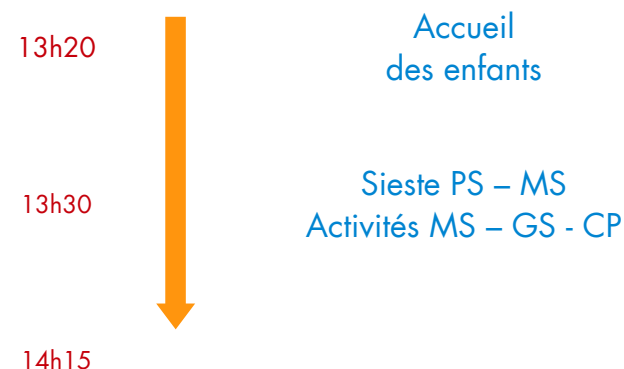 13h20
Accueil
des enfants
13h30
Sieste PS – MS
Activités MS – GS - CP
14h15